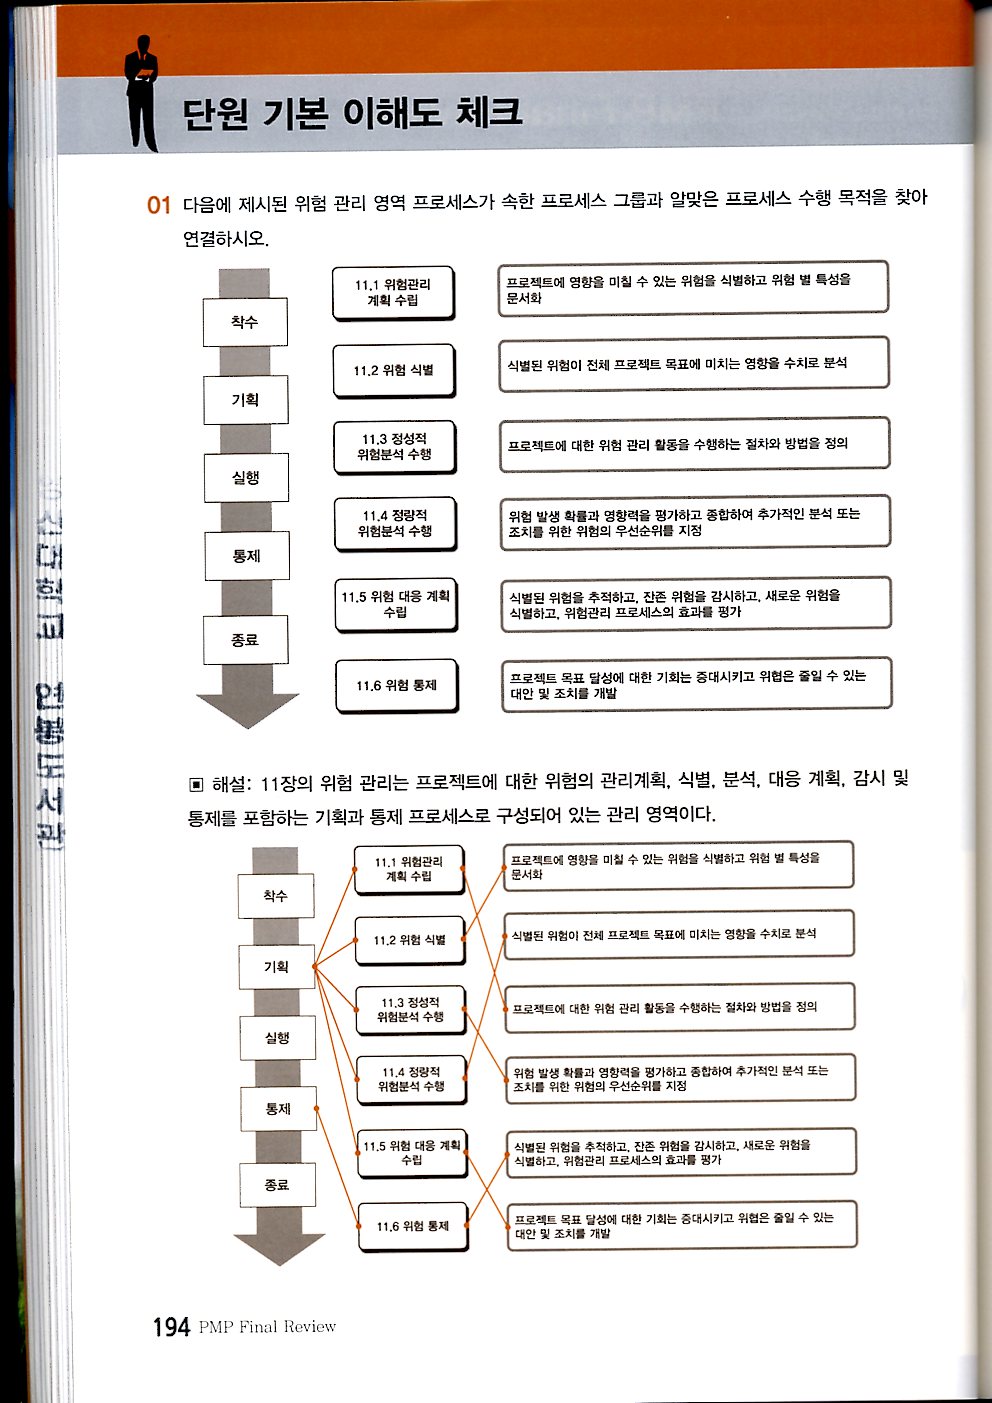 단원 기본 이해도 체크
01 다음에 제시된 위험 관리 영역 프로세스가 속한 프로세스 그룹과 알맞은 프로세스 수행 목적을 찾아
연결하시오.
착수
기획
실행
통제
종료
11.1 위험관리
계획 수립
11.2 위험 식별
11.3 정성적
위험분석 수행
11.4 정량적
위험분석 수행
11.5 위험 대응 계획
수립
11.6 위험 통제
프로젝트에 영향을 미칠 수 있는 위험을 식별하고 위험 별 특성을
문서화
식별된 위험이 전체 프로젝트 목표에 미치는 영향을 수치로 분석
프로젝트에 대한 위험 관리 활동을 수행하는 절차와 방법을 정의
위험 발생 확률과 영향력을 평가하고 종합하여 추가적인 분석 또는
조치를 위한 위험의 우선순위를 지정
식별된 위험을 추적하고, 잔존 위험을 감시하고, 새로운 위험을
식별하고, 위험관리 프로세스의 효과를 평가
프로젝트 목표 달성에 대한 기회는 증대시키고 위협은 줄일 수 있는
대안 및 조치를 개발
▣ 해설: 11장의 위험 관리는 프로젝트에 대한 위험의 관리계획, 식별, 분석, 대응 계획, 감시 및
통제를 포함하는 기획과 통제 프로세스로 구성되어 있는 관리 영역이다.
착수
기획
실행
통제
종료
11.1 위험관리
계획 수립
11.2 위험 식별
11.3 정성적
위험분석 수행
11.4 정량적
위험분석 수행
11.5 위험 대응 계획
수립
11.6 위험 통제
프로젝트에 영향을 미칠 수 있는 위험을 식별하고 위험 별 특성을
문서화
식별된 위험이 전체 프로젝트 목표에 미치는 영향을 수치로 분석
프로젝트에 대한 위험 관리 활동을 수행하는 절차와 방법을 정의
위험 발생 확률과 영향력을 평가하고 종합하여 추가적인 분석 또는
조치를 위한 위험의 우선순위를 지정
식별된 위험을 추적하고, 잔존 위험을 감시하고, 새로운 위험을
식별하고, 위험관리 프로세스의 효과를 평가
프로젝트 목표 달성에 대한 기회는 증대시키고 위협은 줄일 수 있는
대안 및 조치를 개발
194 PMP Final Review